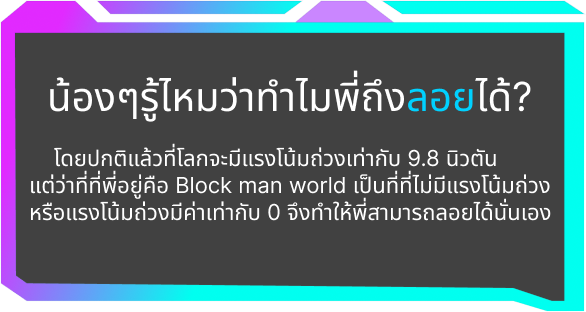 น้องๆรู้ไหมว่าทำไมพี่ถึงลอยได้?
โดยปกติแล้วที่โลกจะมีแรงโน้มถ่วงเท่ากับ 9.8 นิวตัน
แต่ว่าที่ที่พี่อยู่คือ Block man world เป็นที่ที่ไม่มีแรงโน้มถ่วง
หรือแรงโน้มถ่วงมีค่าเท่ากับ 0 จึงทำให้พี่สามารถลอยได้นั่นเอง